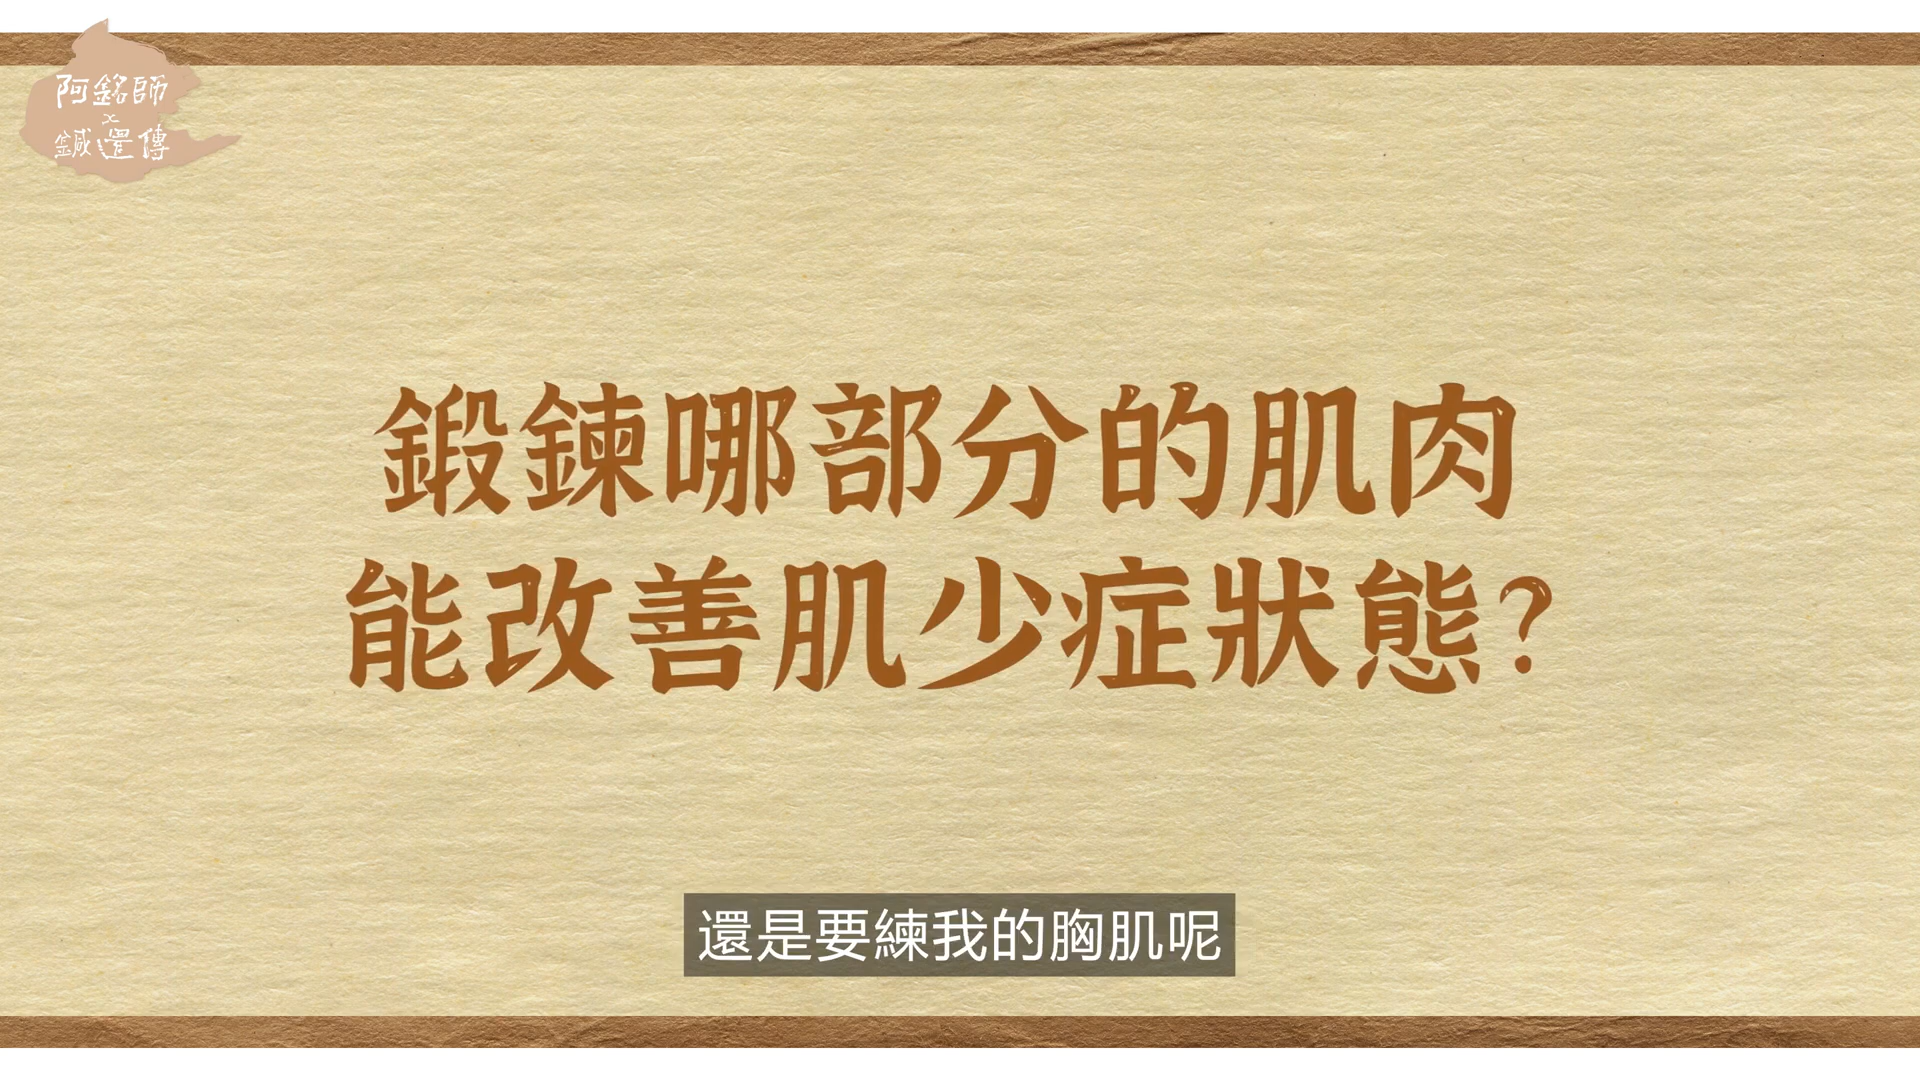 阿銘師
x
鍼還傳
鍛鍊哪部分的肌肉
能改善肌少症狀態?
還是要練我的胸肌呢